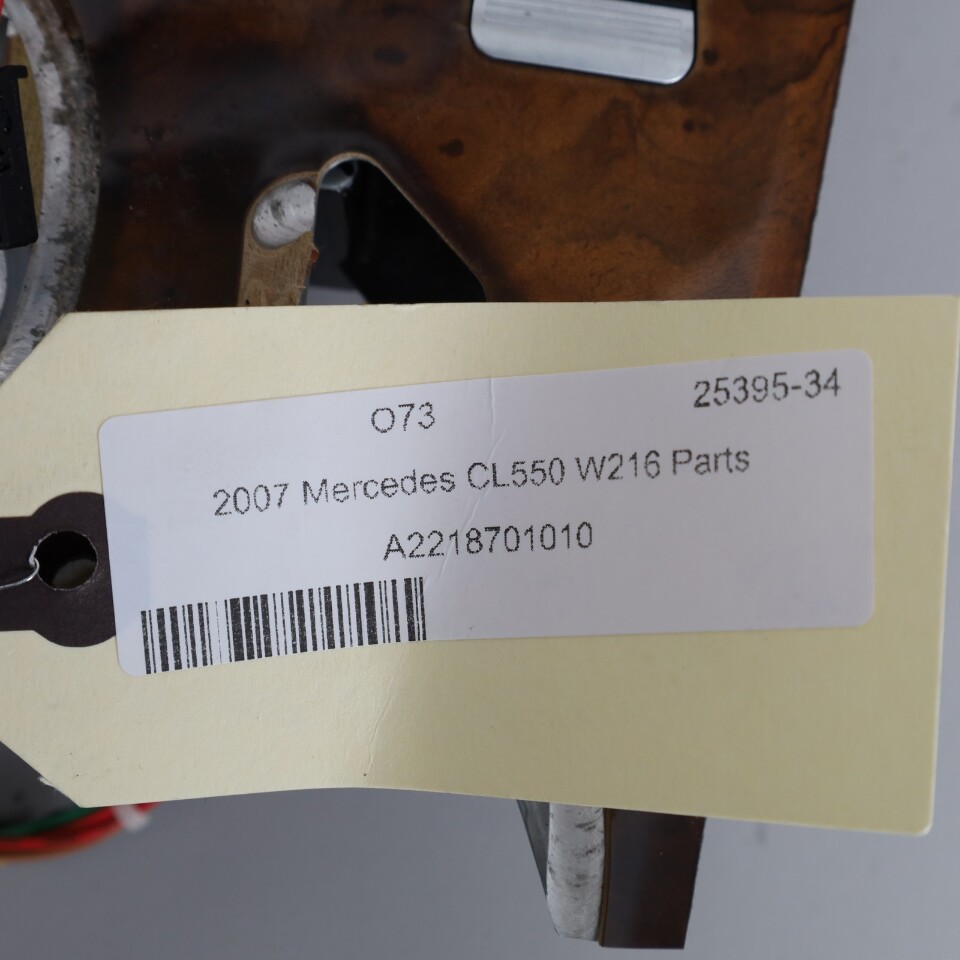 O73 25395-34
2007 Mercedes CL550 W216 Parts
A2218701010